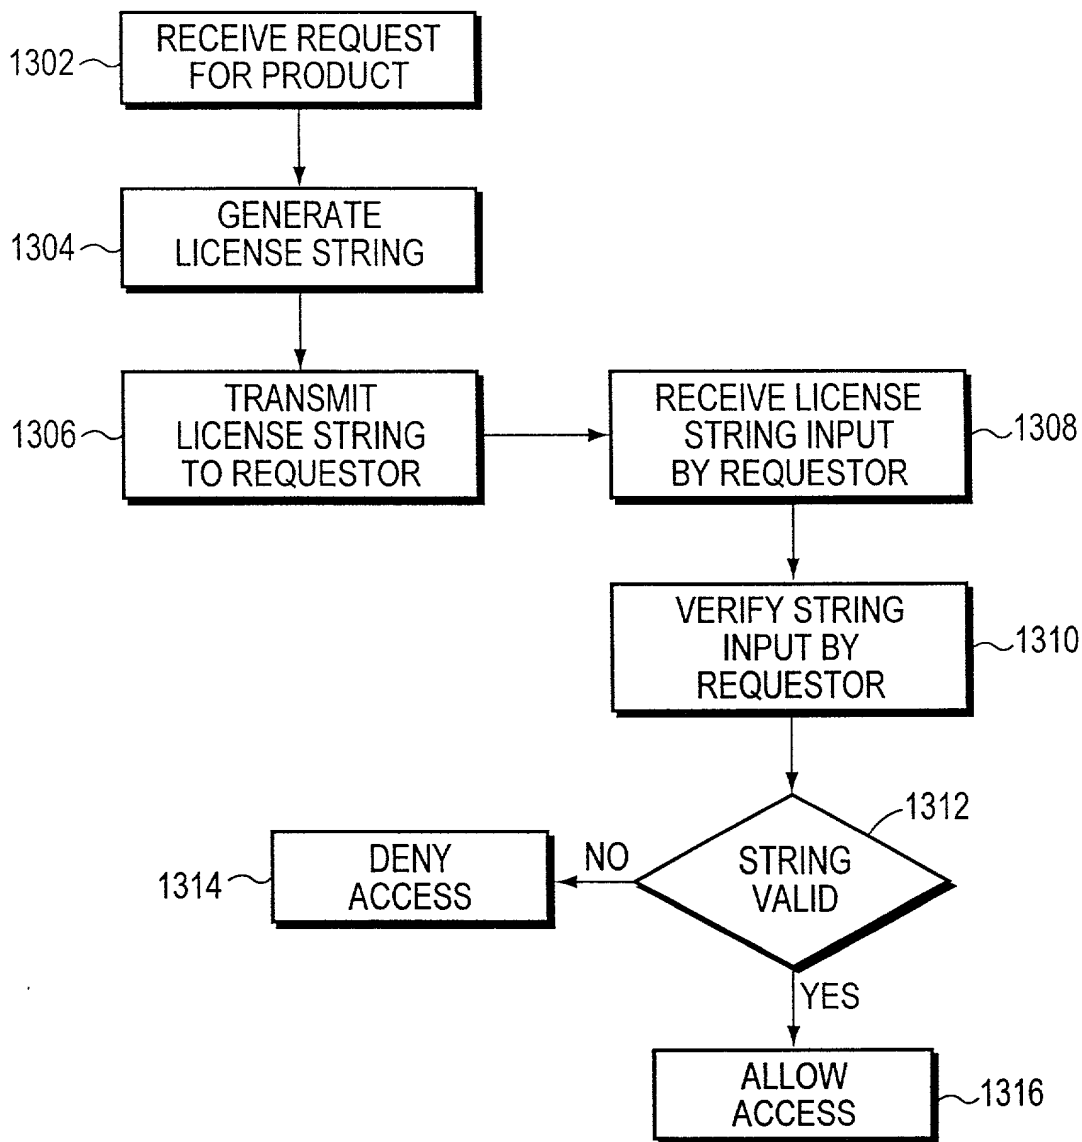 1302
RECEIVE REQUEST
FOR PRODUCT
1304
GENERATE
LICENSE STRING
1306
TRANSMIT
LICENSE STRING
TO REQUESTOR
RECEIVE LICENSE
STRING INPUT
BY REQUESTOR
1308
VERIFY STRING
INPUT BY
REQUESTOR
1310
1312
STRING
VALID
NO
1314
DENY
ACCESS
YES
ALLOW
ACCESS
1316